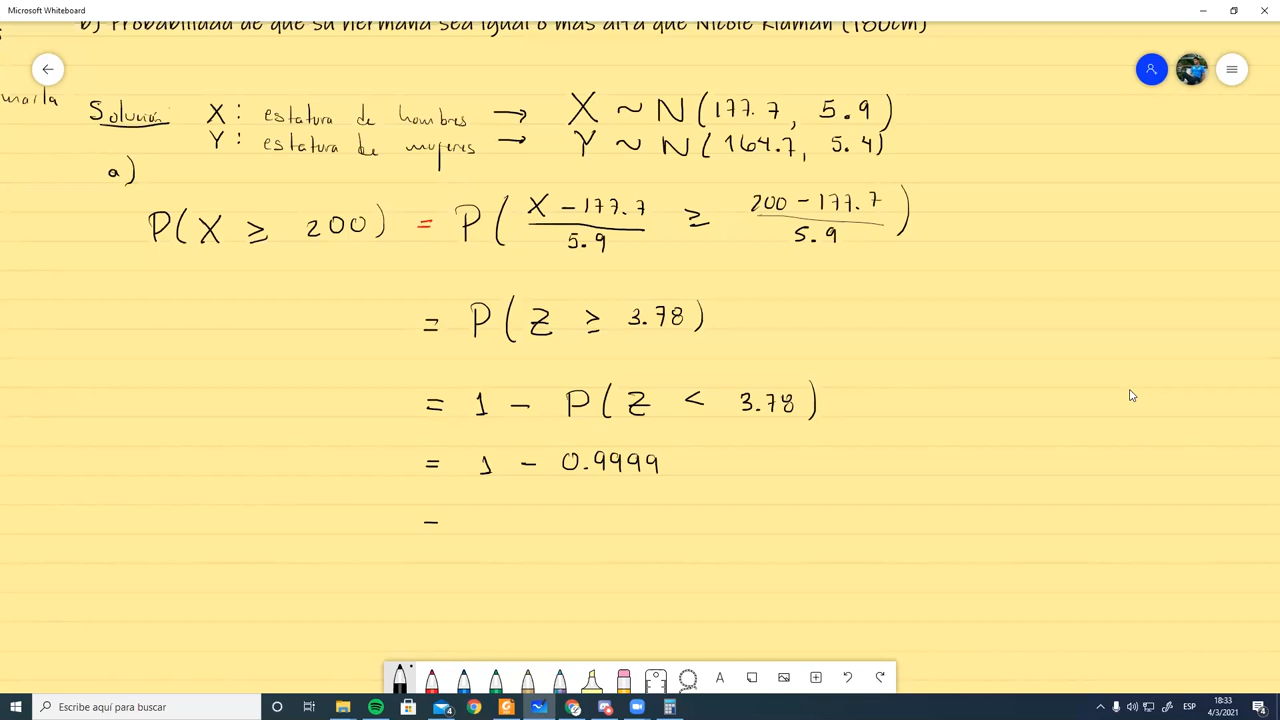 Microsoft Whiteboard
b) Probabilidad de que su hermana sea igual o más alta que Nicole Kidman (180cm)
Solución X : estatura de hombres → X ~ N(177.7, 5.9)
Y : estatura de mujeres → Y ~ N(164.7, 5.4)
a)
P(X ≥ 200) = P( X - 177.7 / 5.9 ≥ 200 - 177.7 / 5.9 )
= P(Z ≥ 3.78)
= 1 - P(Z < 3.78)
= 1 - 0.9999
-
Escribe aquí para buscar
ESP
18:33
4/3/2021